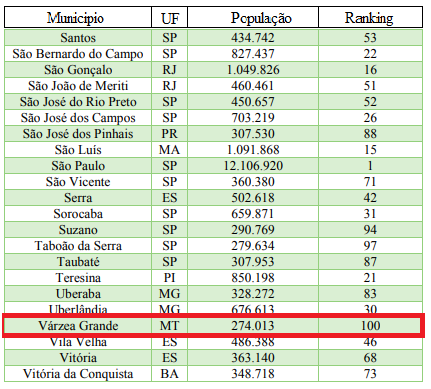 Municipio UF População Ranking
Santos SP 434.742 53
São Bernardo do Campo SP 827.437 22
São Gonçalo RJ 1.049.826 16
São João de Meriti RJ 460.461 51
São José do Rio Preto SP 450.657 52
São José dos Campos SP 703.219 26
São José dos Pinhais PR 307.530 88
São Luís MA 1.091.868 15
São Paulo SP 12.106.920 1
São Vicente SP 360.380 71
Serra ES 502.618 42
Sorocaba SP 659.871 31
Suzano SP 290.769 94
Taboão da Serra SP 279.634 97
Taubaté SP 307.953 87
Teresina PI 850.198 21
Uberaba MG 328.272 83
Uberlândia MG 676.613 30
Várzea Grande MT 274.013 100
Vila Velha ES 486.388 46
Vitória ES 363.140 68
Vitória da Conquista BA 348.718 73